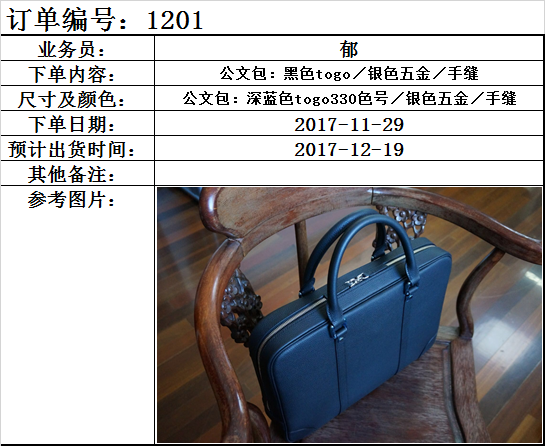 订单编号：1201
业务员： 郁
下单内容： 公文包：黑色togo／银色五金／手缝
尺寸及颜色： 公文包：深蓝色togo330色号／银色五金／手缝
下单日期： 2017-11-29
预计出货时间： 2017-12-19
其他备注：
参考图片：